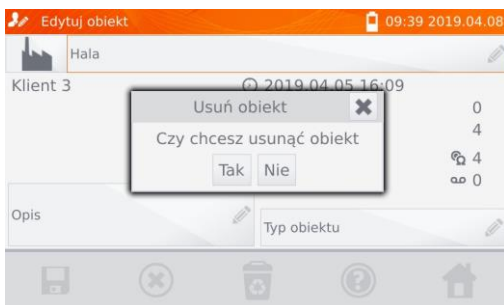 Edytuj obiekt 09:39 2019.04.08
Hala
Klient 3 2019.04.05 16:09
Usuń obiekt
0
Czy chcesz usunąć obiekt
4
4
Tak Nie
0
Opis
Typ obiektu